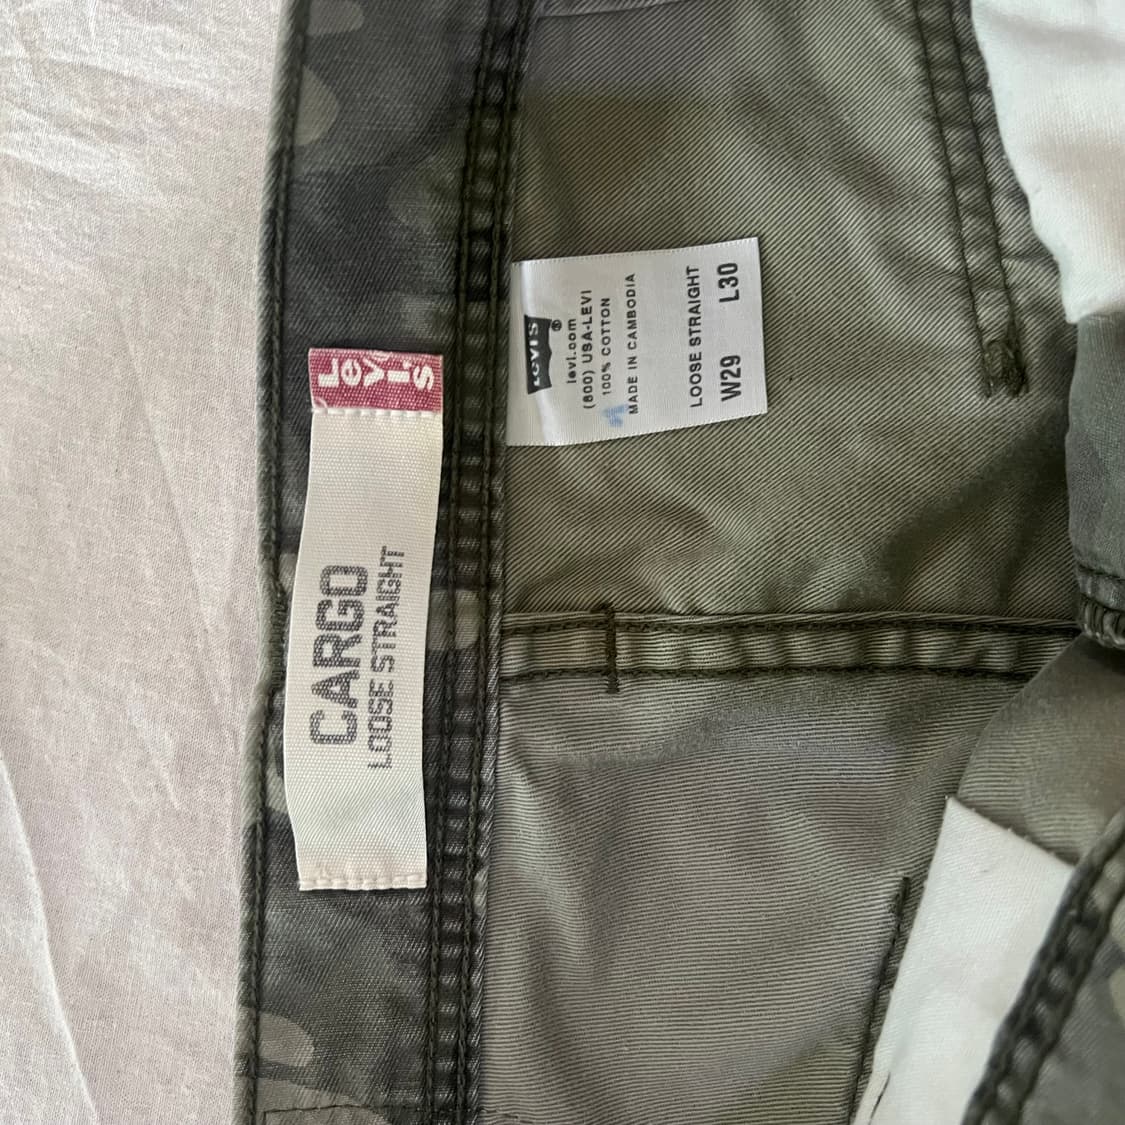 Levi's
CARGO
LOOSE STRAIGHT
LEVI'S ®
levi.com
(800) USA-LEVI
100% COTTON
MADE IN CAMBODIA
LOOSE STRAIGHT
W29 L30